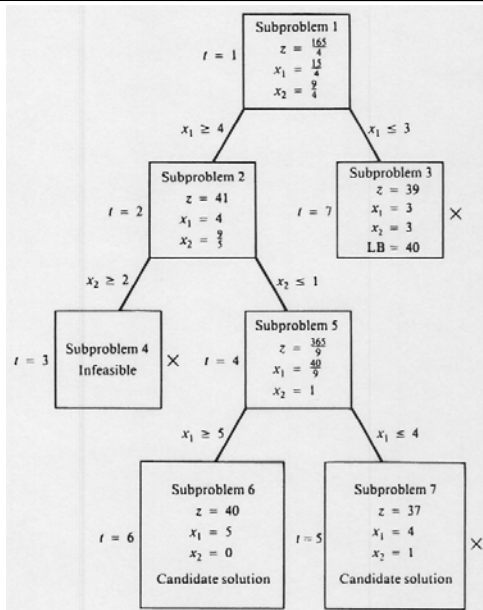 Subproblem 1
t = 1
z = 165/4
x₁ = 15/4
x₂ = 9/4
x₁ ≥ 4
x₁ ≤ 3
Subproblem 2
t = 2
z = 41
x₁ = 4
x₂ = 9/5
Subproblem 3
t = 7
z = 39
x₁ = 3
x₂ = 3
LB = 40
×
x₂ ≥ 2
x₂ ≤ 1
t = 3
Subproblem 4
Infeasible
×
Subproblem 5
t = 4
z = 365/9
x₁ = 40/9
x₂ = 1
x₁ ≥ 5
x₁ ≤ 4
Subproblem 6
t = 6
z = 40
x₁ = 5
x₂ = 0
Candidate solution
Subproblem 7
t = 5
z = 37
x₁ = 4
x₂ = 1
Candidate solution
×